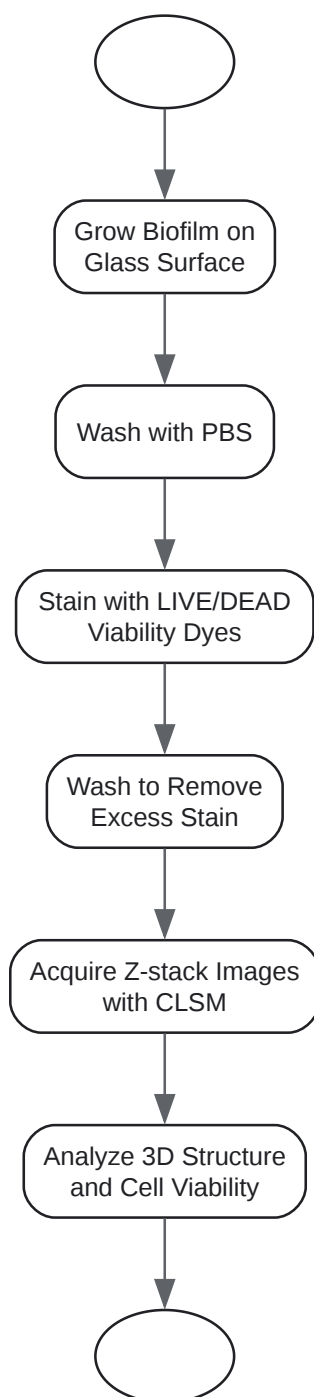 Grow Biofilm on
Glass Surface
Wash with PBS
Stain with LIVE/DEAD
Viability Dyes
Wash to Remove
Excess Stain
Acquire Z-stack Images
with CLSM
Analyze 3D Structure
and Cell Viability